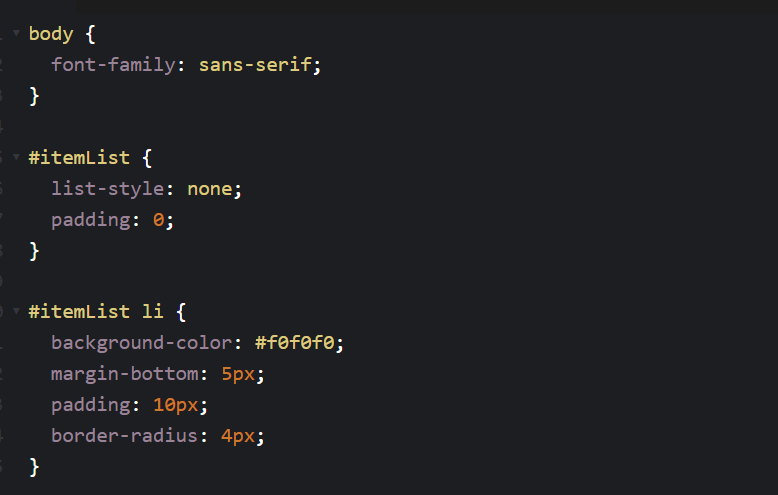 body {
  font-family: sans-serif;
}

#itemList {
  list-style: none;
  padding: 0;
}

#itemList li {
  background-color: #f0f0f0;
  margin-bottom: 5px;
  padding: 10px;
  border-radius: 4px;
}